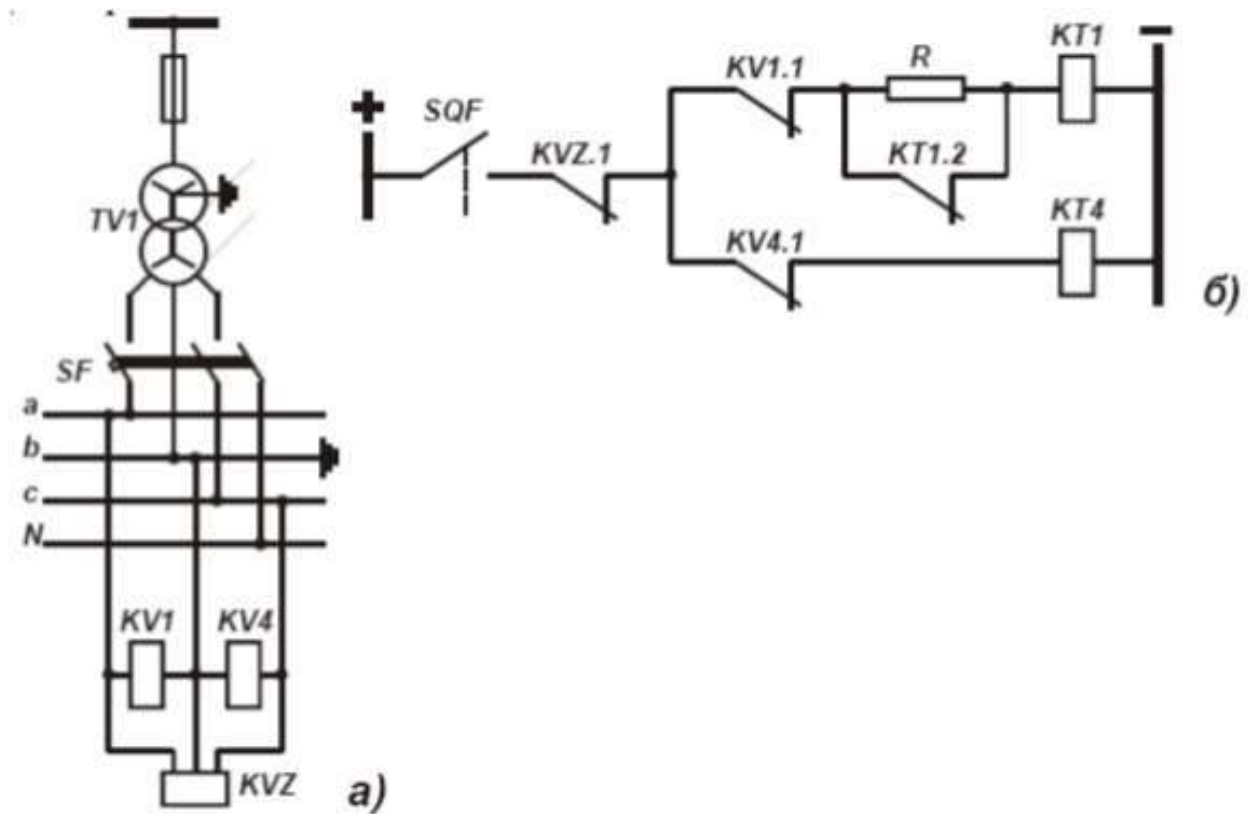 TV1
SF
a
b
c
N
KV1
KV4
KVZ
а)
+
SQF
KVZ.1
KV1.1
R
KT1
KT1.2
KV4.1
KT4
-
б)